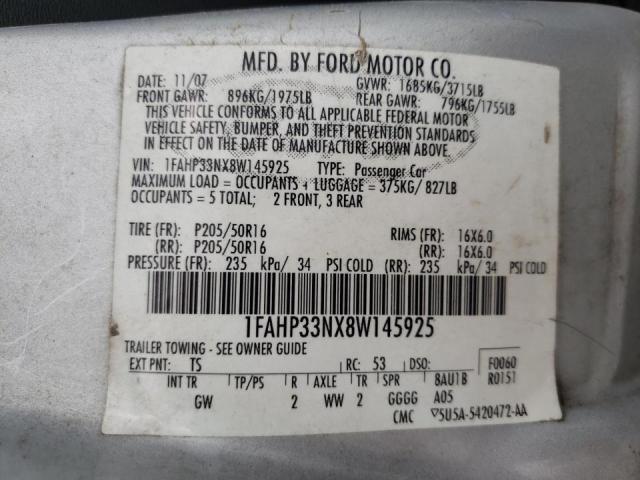 MFD. BY FORD MOTOR CO.
DATE 11/07 GVWR: 1685KG/3715LB
FRONT GAWR: 896KG/1975LB REAR GAWR: 796KG/1755LB
THIS VEHICLE CONFORMS TO ALL APPLICABLE FEDERAL MOTOR
VEHICLE SAFETY, BUMPER, AND THEFT PREVENTION STANDARDS
IN EFFECT ON THE DATE OF MANUFACTURE SHOWN ABOVE.
VIN: 1FAHP33NX8W145925 TYPE: Passenger Car
MAXIMUM LOAD = OCCUPANTS + LUGGAGE = 375KG/ 827LB
OCCUPANTS = 5 TOTAL; 2 FRONT, 3 REAR
TIRE (FR): P205/50R16 RIMS (FR): 16X6.0
(RR): P205/50R16 (RR): 16X6.0
PRESSURE (FR): 235 kPa/ 34 PSI COLD (RR): 235 kPa/ 34 PSI COLD
1FAHP33NX8W145925
TRAILER TOWING - SEE OWNER GUIDE
EXT PNT: TS RC: 53 DSO: F0060
INT TR TP/PS R AXLE TR SPR BAU1B R0151
GW 2 WW 2 GGGG A05
CMC ▽5U5A-5420472-AA